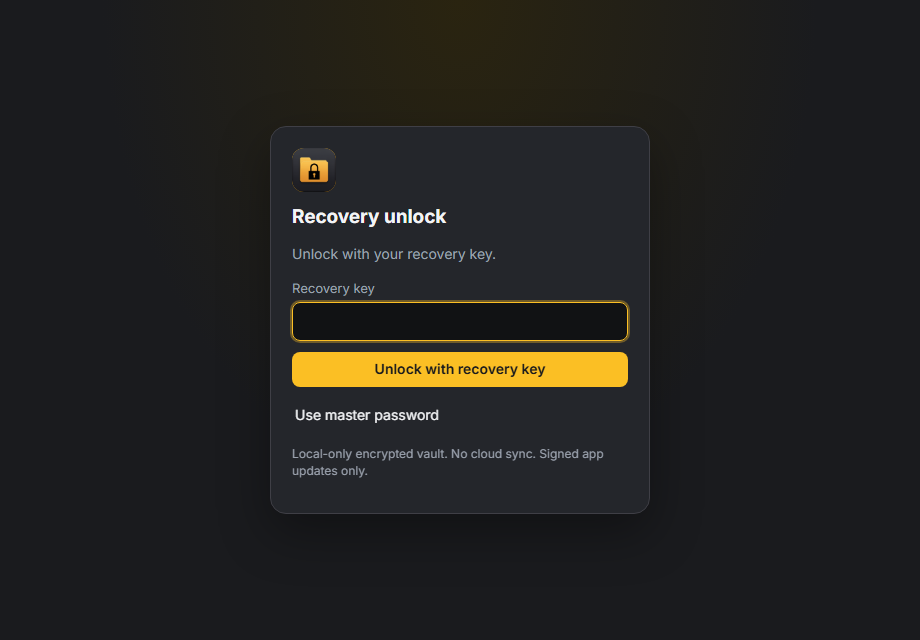 Recovery unlock
Unlock with your recovery key.
Recovery key
Unlock with recovery key
Use master password
Local-only encrypted vault. No cloud sync. Signed app
updates only.